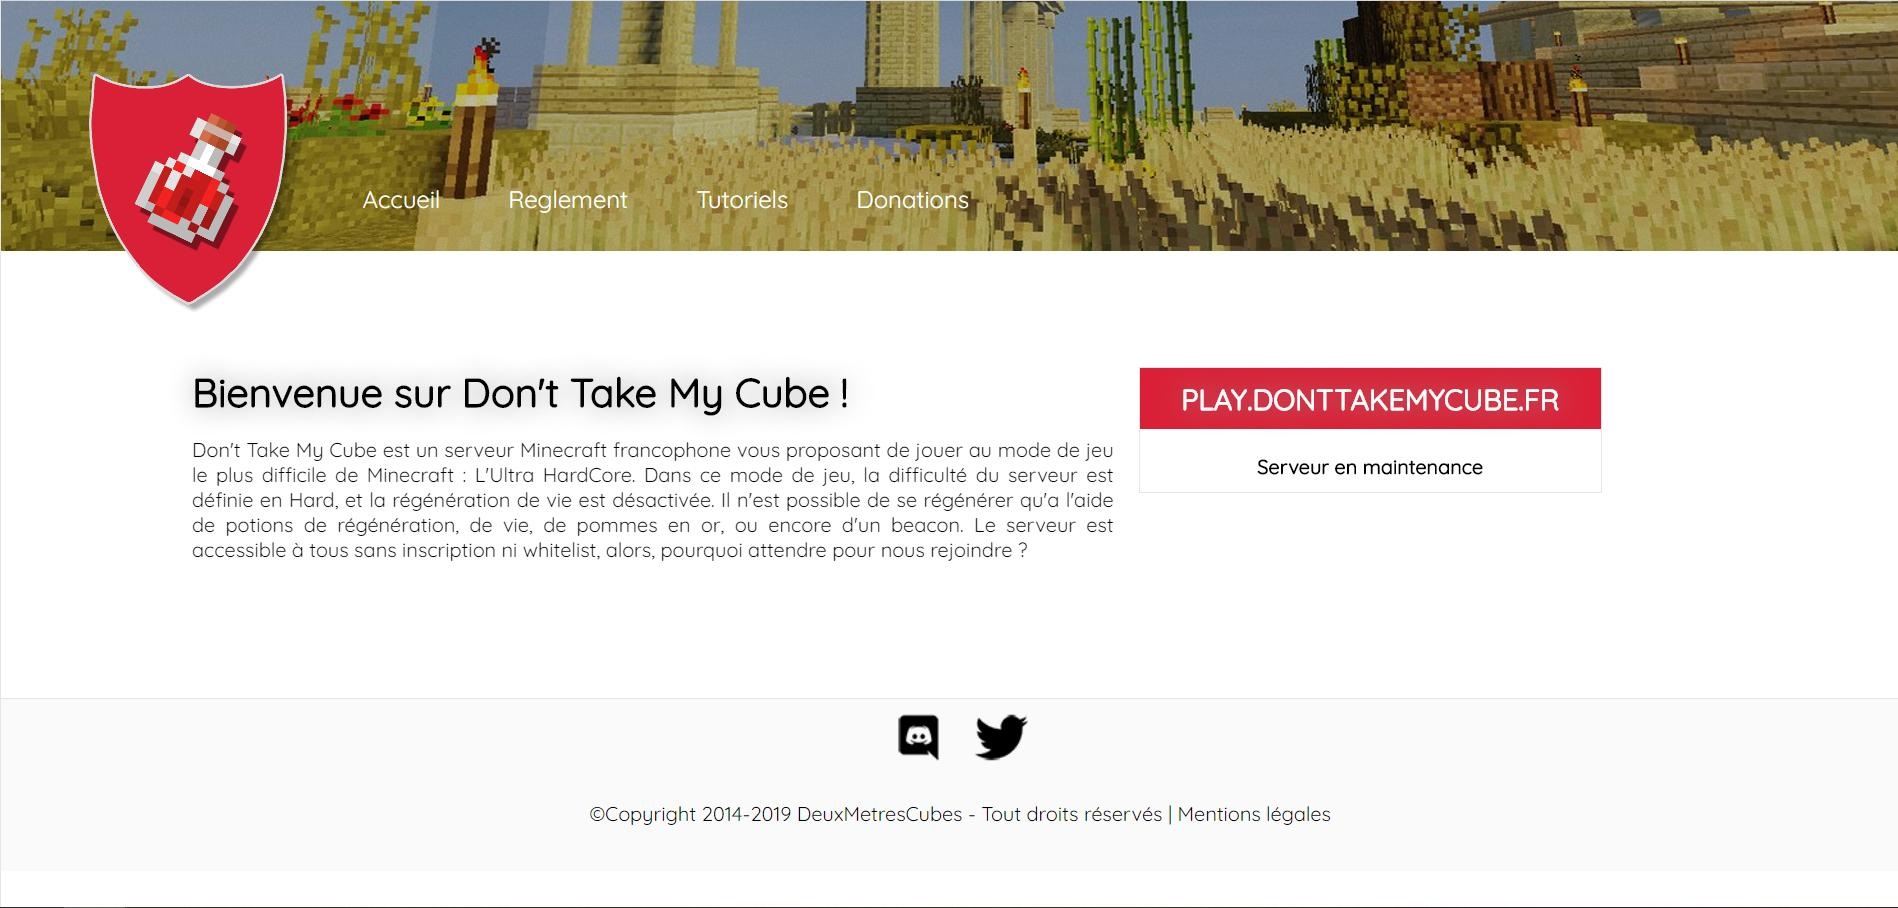 Accueil Reglement Tutoriels Donations
Bienvenue sur Don't Take My Cube !
Don't Take My Cube est un serveur Minecraft francophone vous proposant de jouer au mode de jeu
le plus difficile de Minecraft : L'Ultra HardCore. Dans ce mode de jeu, la difficulté du serveur est
définie en Hard, et la régénération de vie est désactivée. Il n'est possible de se régénérer qu'a l'aide
de potions de régénération, de vie, de pommes en or, ou encore d'un beacon. Le serveur est
accessible à tous sans inscription ni whitelist, alors, pourquoi attendre pour nous rejoindre ?
PLAY.DONTTAKEMYCUBE.FR
Serveur en maintenance
©Copyright 2014-2019 DeuxMetresCubes - Tout droits réservés | Mentions légales